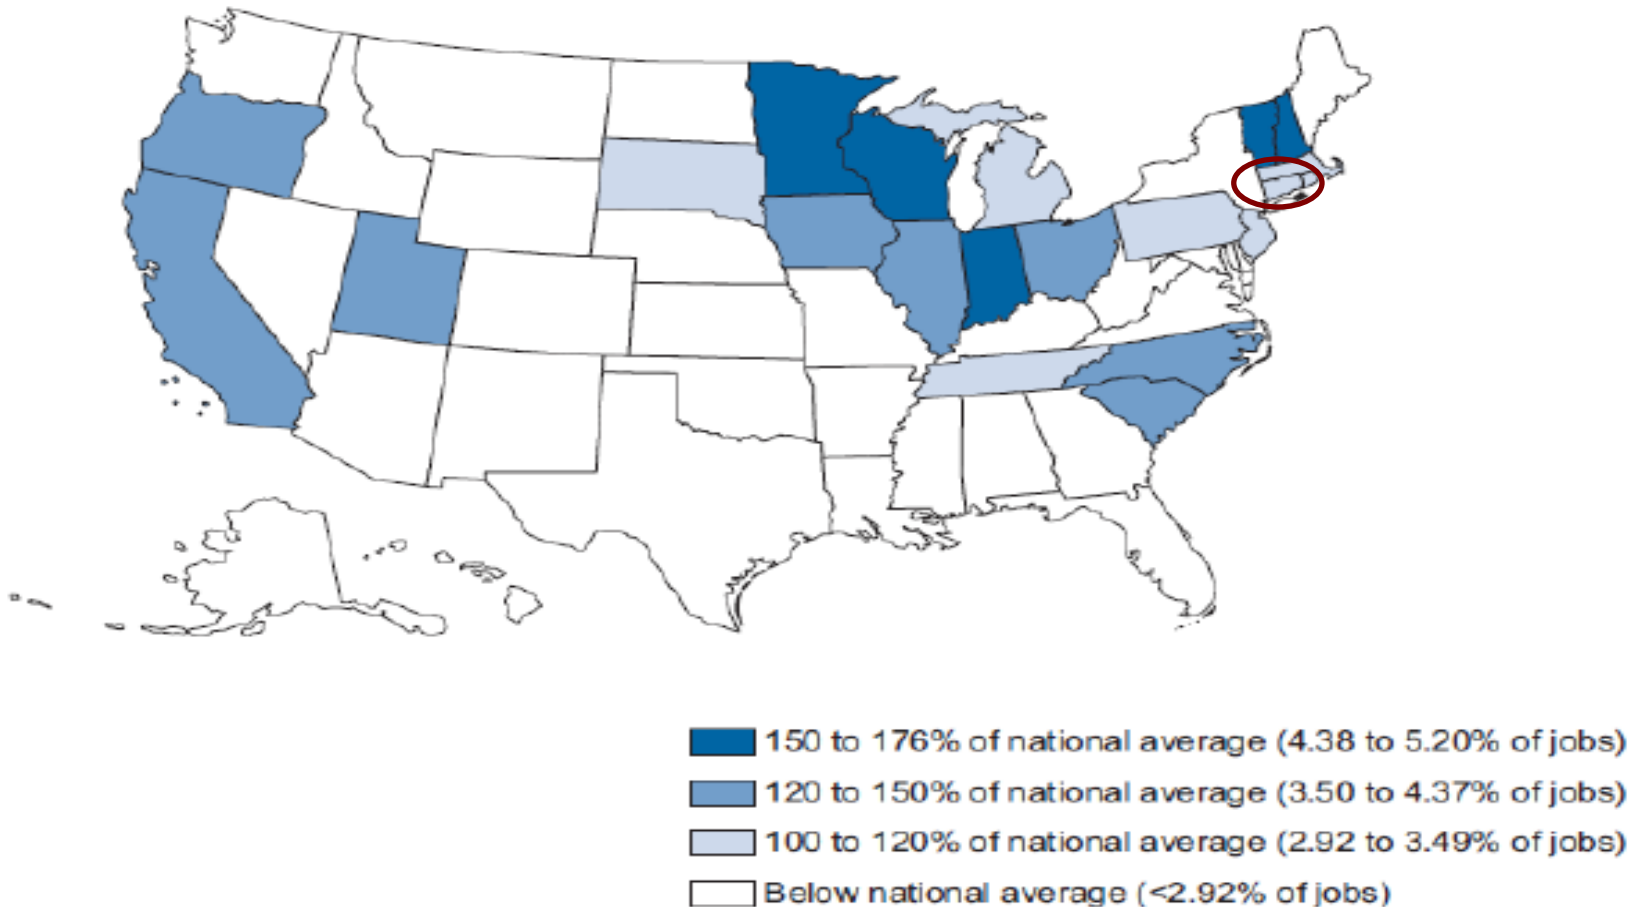 150 to 176% of national average (4.38 to 5.20% of jobs)
120 to 150% of national average (3.50 to 4.37% of jobs)
100 to 120% of national average (2.92 to 3.49% of jobs)
Below national average (<2.92% of jobs)